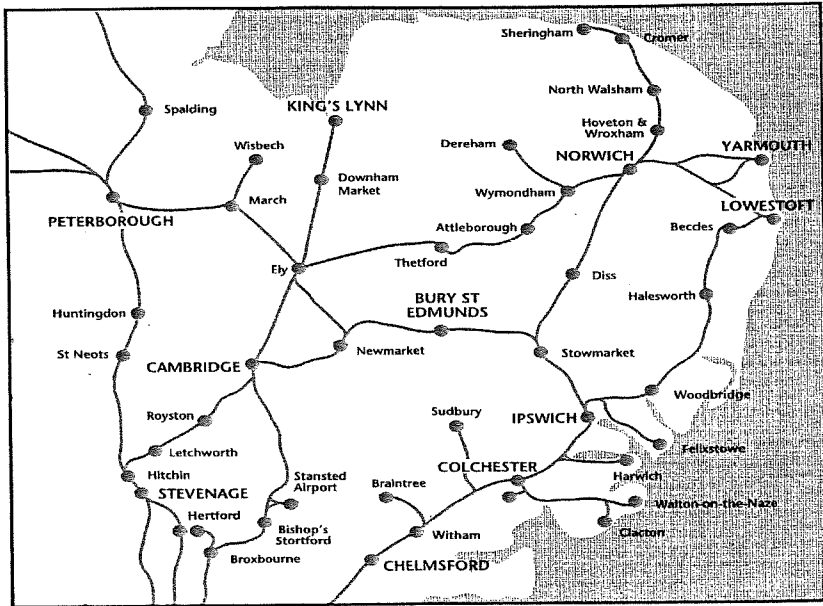 Sheringham
Cromer
Spalding
KING'S LYNN
North Walsham
Wisbech
Dereham
Hoveton &
Wroxham
NORWICH
YARMOUTH
Downham
Market
March
Wymondham
PETERBOROUGH
LOWESTOFT
Attleborough
Beccles
Ely
Thetford
Diss
Halesworth
Huntingdon
BURY ST
EDMUNDS
St Neots
CAMBRIDGE
Newmarket
Stowmarket
Woodbridge
Royston
Sudbury
IPSWICH
Letchworth
Felixstowe
Hitchin
Stansted
Airport
COLCHESTER
Harwich
STEVENAGE
Braintree
Walton-on-the-Naze
Hertford
Bishop's
Stortford
Clacton
Witham
Broxbourne
CHELMSFORD